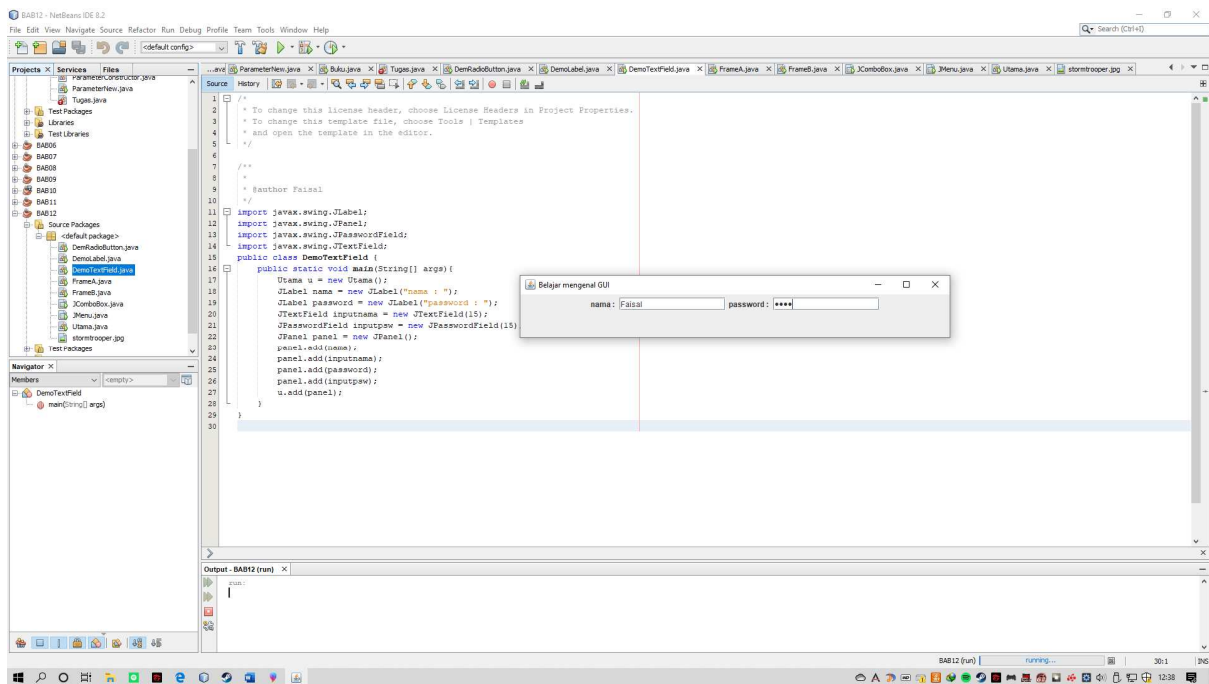 BAB12 - NetBeans IDE 8.2
File Edit View Navigate Source Refactor Run Debug Profile Team Tools Window Help
Search (Ctrl+I)
<default config>
Projects Services Files
ParameterConstructor.java
ParameterNew.java
Tugas.java
Test Packages
Libraries
Test Libraries
BAB06
BAB07
BAB08
BAB09
BAB10
BAB11
BAB12
Source Packages
<default package>
DemRadioButton.java
DemoLabel.java
DemoTextField.java
FrameA.java
FrameB.java
JComboBox.java
JMenu.java
Utama.java
stormtrooper.jpg
Test Packages
Navigator
Members <empty>
DemoTextField
main(String[] args)
...ava ParameterNew.java Buku.java Tugas.java DemRadioButton.java DemoLabel.java DemoTextField.java FrameA.java FrameB.java JComboBox.java JMenu.java Utama.java stormtrooper.jpg
Source History
1 /*
2 * To change this license header, choose License Headers in Project Properties.
3 * To change this template file, choose Tools | Templates
4 * and open the template in the editor.
5 */
6
7 /**
8 *
9 * @author Faisal
10 */
11 import javax.swing.JLabel;
12 import javax.swing.JPanel;
13 import javax.swing.JPasswordField;
14 import javax.swing.JTextField;
15 public class DemoTextField {
16 public static void main(String[] args){
17 Utama u = new Utama();
18 JLabel nama = new JLabel("nama : ");
19 JLabel password = new JLabel("password : ");
20 JTextField inputnama = new JTextField(15);
21 JPasswordField inputpsw = new JPasswordField(15)
22 JPanel panel = new JPanel();
23 panel.add(nama);
24 panel.add(inputnama);
25 panel.add(password);
26 panel.add(inputpsw);
27 u.add(panel);
28 }
29 }
30
Belajar mengenal GUI
nama : Faisal password : ●●●●
Output - BAB12 (run)
run:
BAB12 (run) running... 30:1 INS
12:38